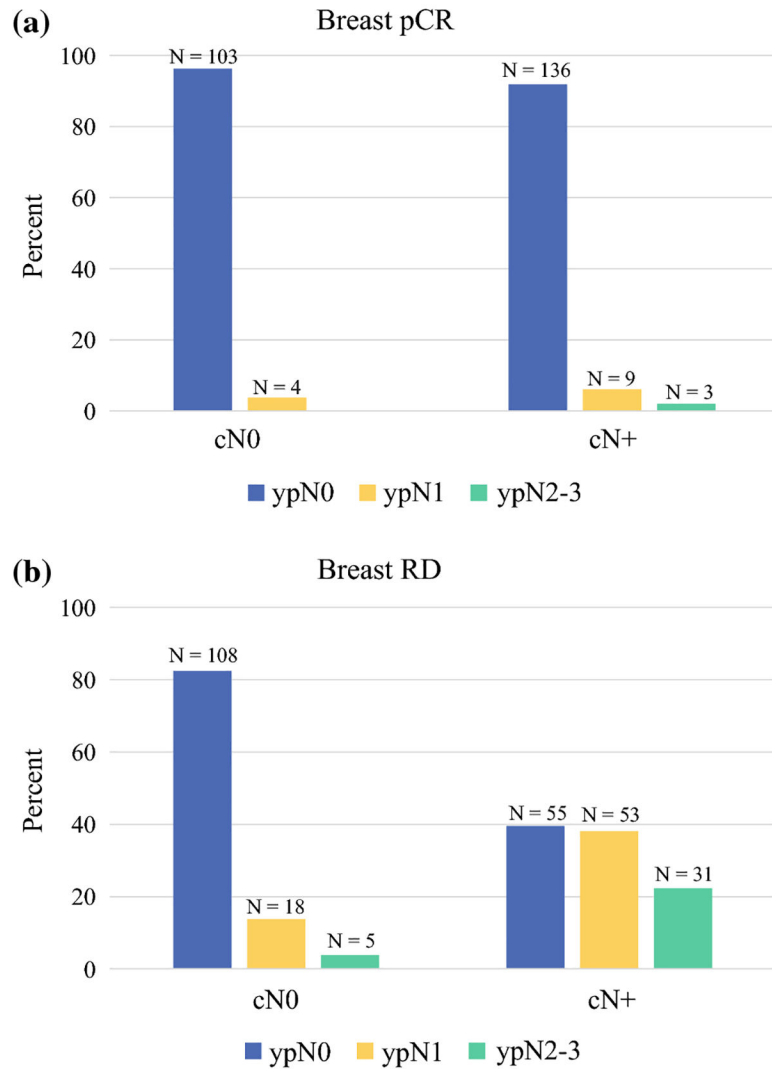 (a)
Breast pCR
Percent
100
80
60
40
20
0
N = 103
N = 4
N = 136
N = 9
N = 3
cN0
cN+
ypN0 ypN1 ypN2-3
(b)
Breast RD
Percent
100
80
60
40
20
0
N = 108
N = 18
N = 5
N = 55
N = 53
N = 31
cN0
cN+
ypN0 ypN1 ypN2-3